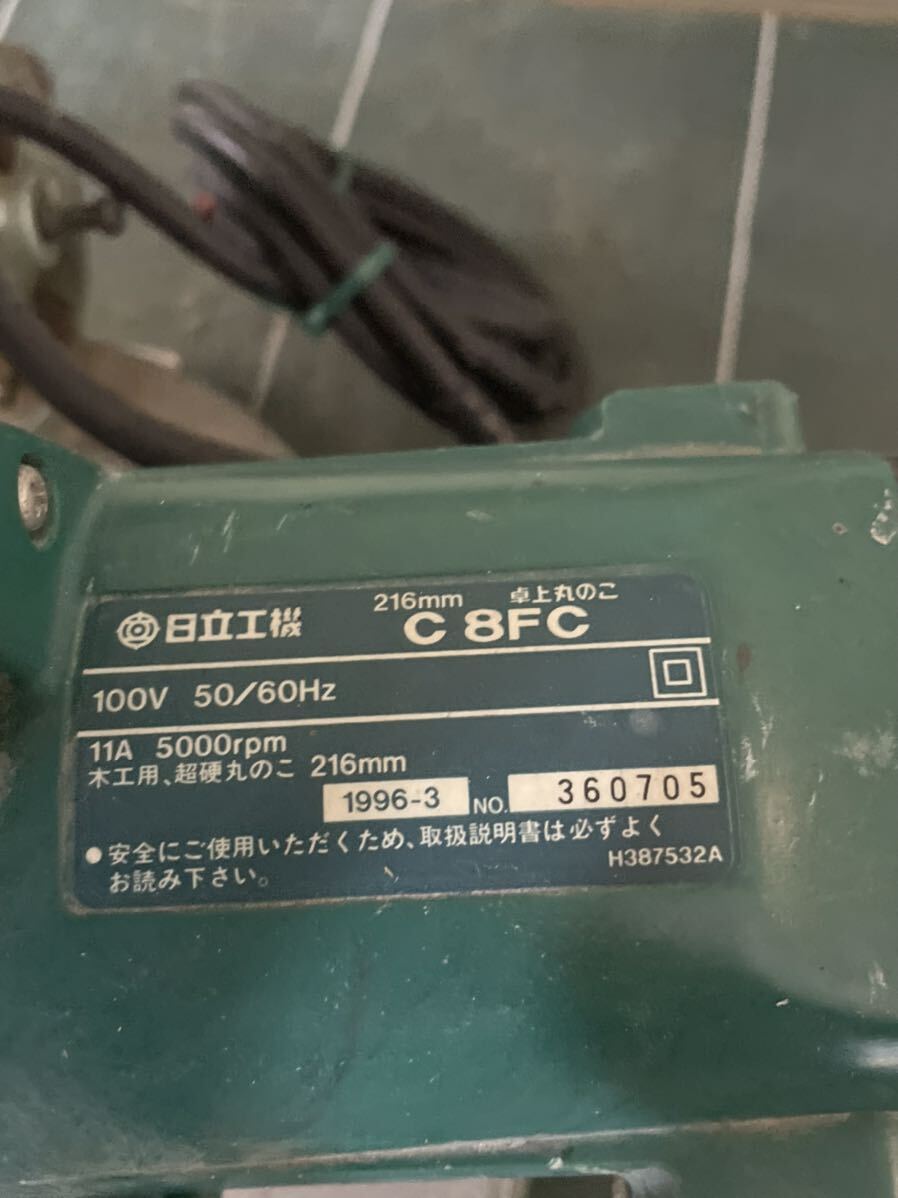 216mm 卓上丸のこ
日立工機 C 8FC
100V 50/60Hz
11A 5000rpm
木工用、超硬丸のこ 216mm
1996-3 NO. 360705
●安全にご使用いただくため、取扱説明書は必ずよく
お読み下さい。
H387532A